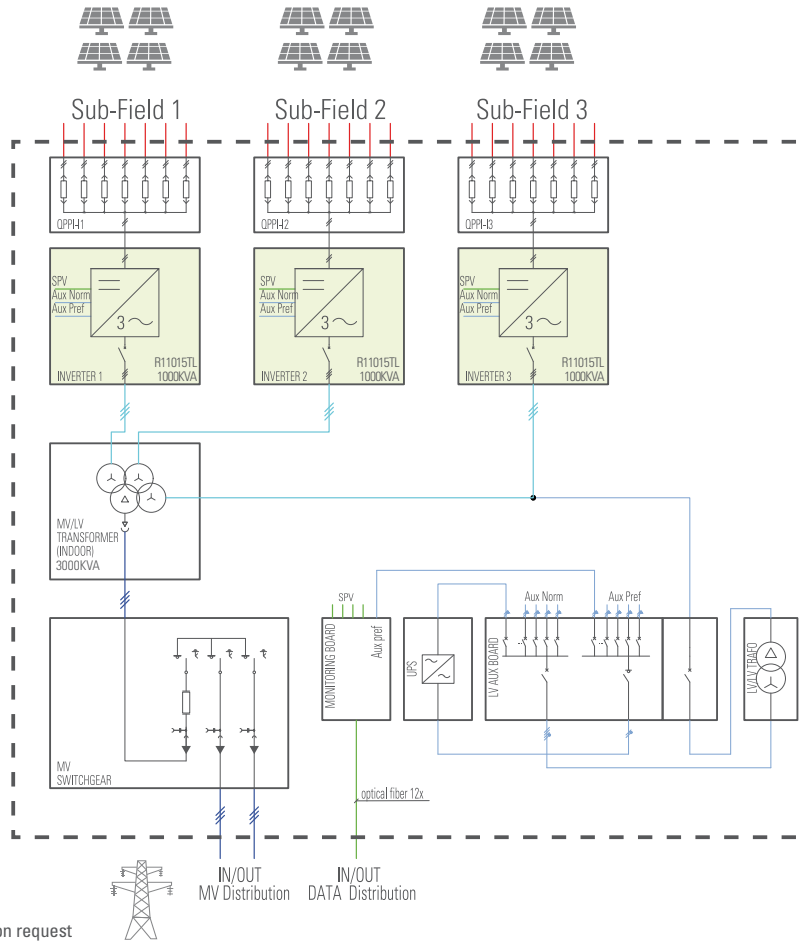 Sub-Field 1
Sub-Field 2
Sub-Field 3
QPPI-I1
QPPI-I2
QPPI-I3
SPV
Aux Norm
Aux Pref
3
R11015TL
INVERTER 1
1000KVA
SPV
Aux Norm
Aux Pref
3
R11015TL
INVERTER 2
1000KVA
SPV
Aux Norm
Aux Pref
3
R11015TL
INVERTER 3
1000KVA
MV/LV
TRANSFORMER
(INDOOR)
3000KVA
SPV
MONITORING BOARD
Aux pref
UPS
Aux Norm
Aux Pref
LV AUX BOARD
LV/LV TRAFO
MV
SWITCHGEAR
optical fiber 12x
IN/OUT
MV Distribution
IN/OUT
DATA Distribution
on request